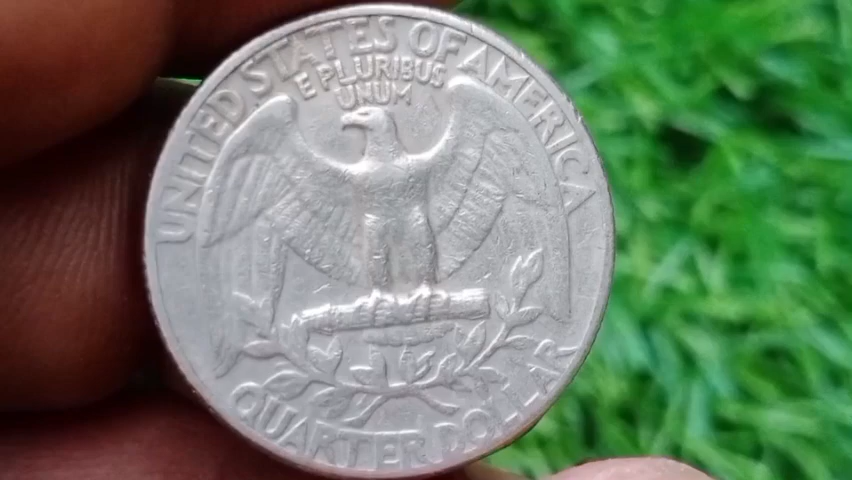 UNITED STATES OF AMERICA
E PLURIBUS
UNUM
QUARTER DOLLAR